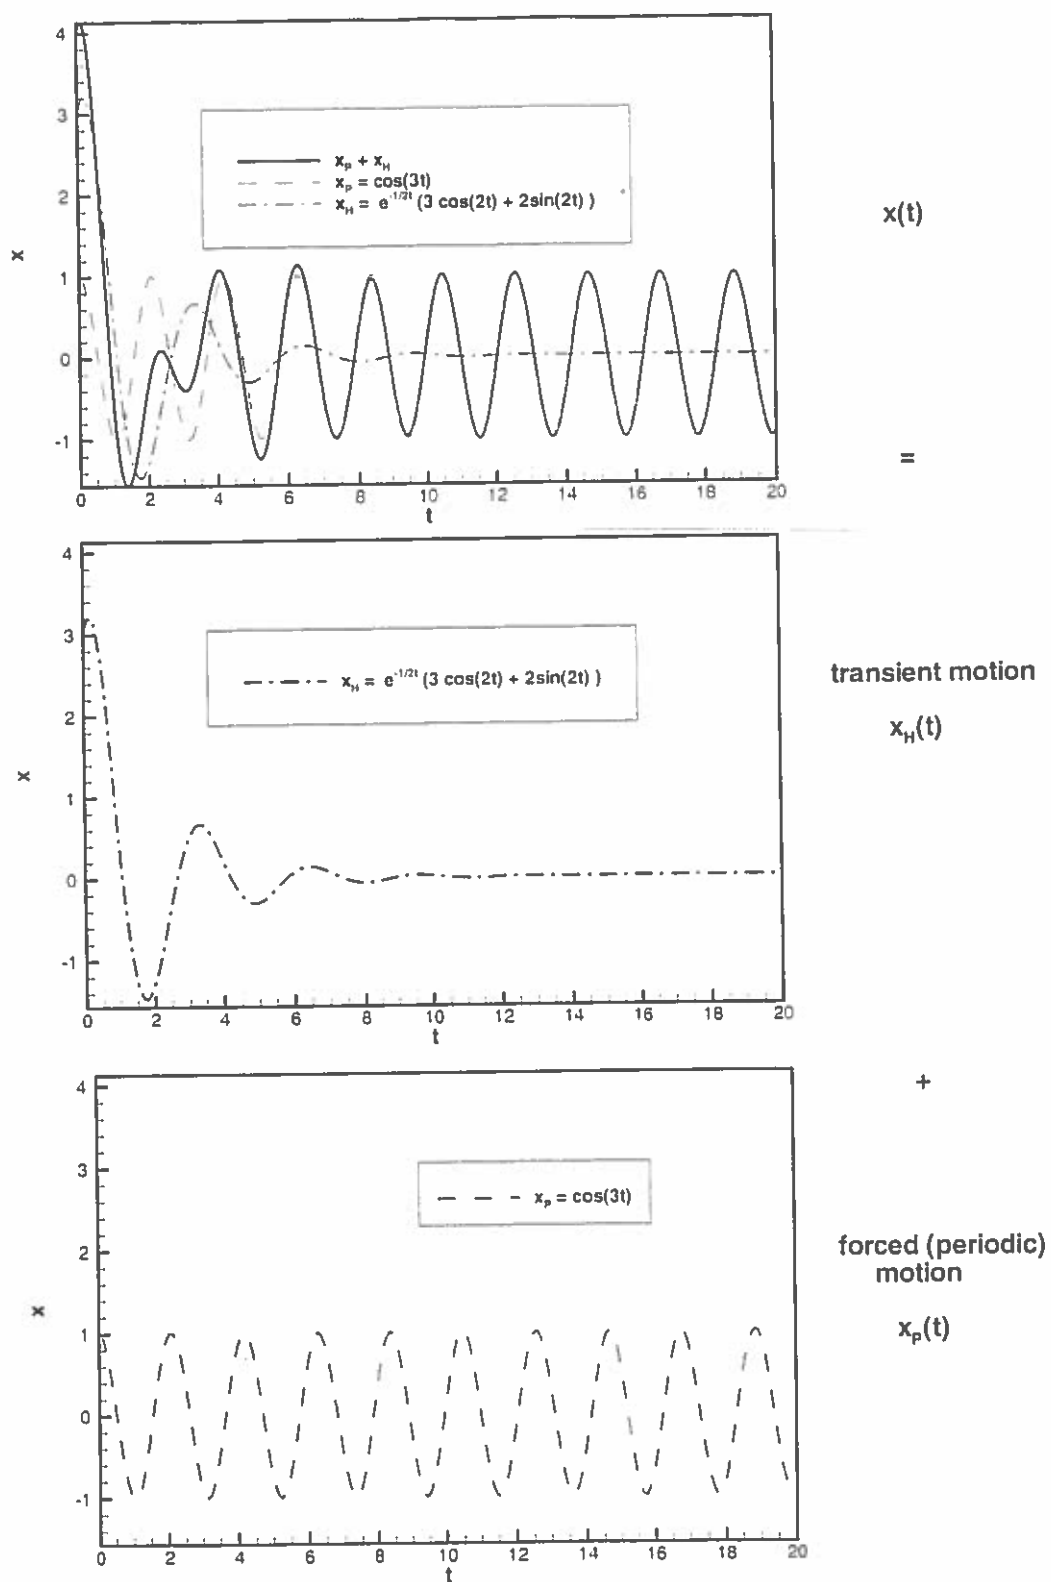 4
3
2
1
0
-1
x
x_P + x_H
x_P = cos(3t)
x_H = e^-1/2t (3 cos(2t) + 2sin(2t) )
0 2 4 6 8 10 12 14 16 18 20
t
x(t)
=
4
3
2
1
0
-1
x
x_H = e^-1/2t (3 cos(2t) + 2sin(2t) )
0 2 4 6 8 10 12 14 16 18 20
t
transient motion
x_H(t)
+
4
3
2
1
0
-1
x
x_P = cos(3t)
0 2 4 6 8 10 12 14 16 18 20
t
forced (periodic)
motion
x_P(t)